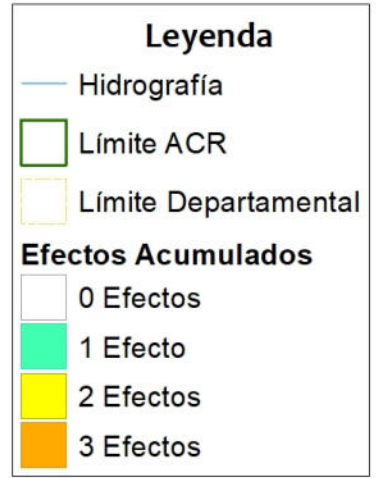 Leyenda
Hidrografía
Límite ACR
Límite Departamental
Efectos Acumulados
0 Efectos
1 Efecto
2 Efectos
3 Efectos